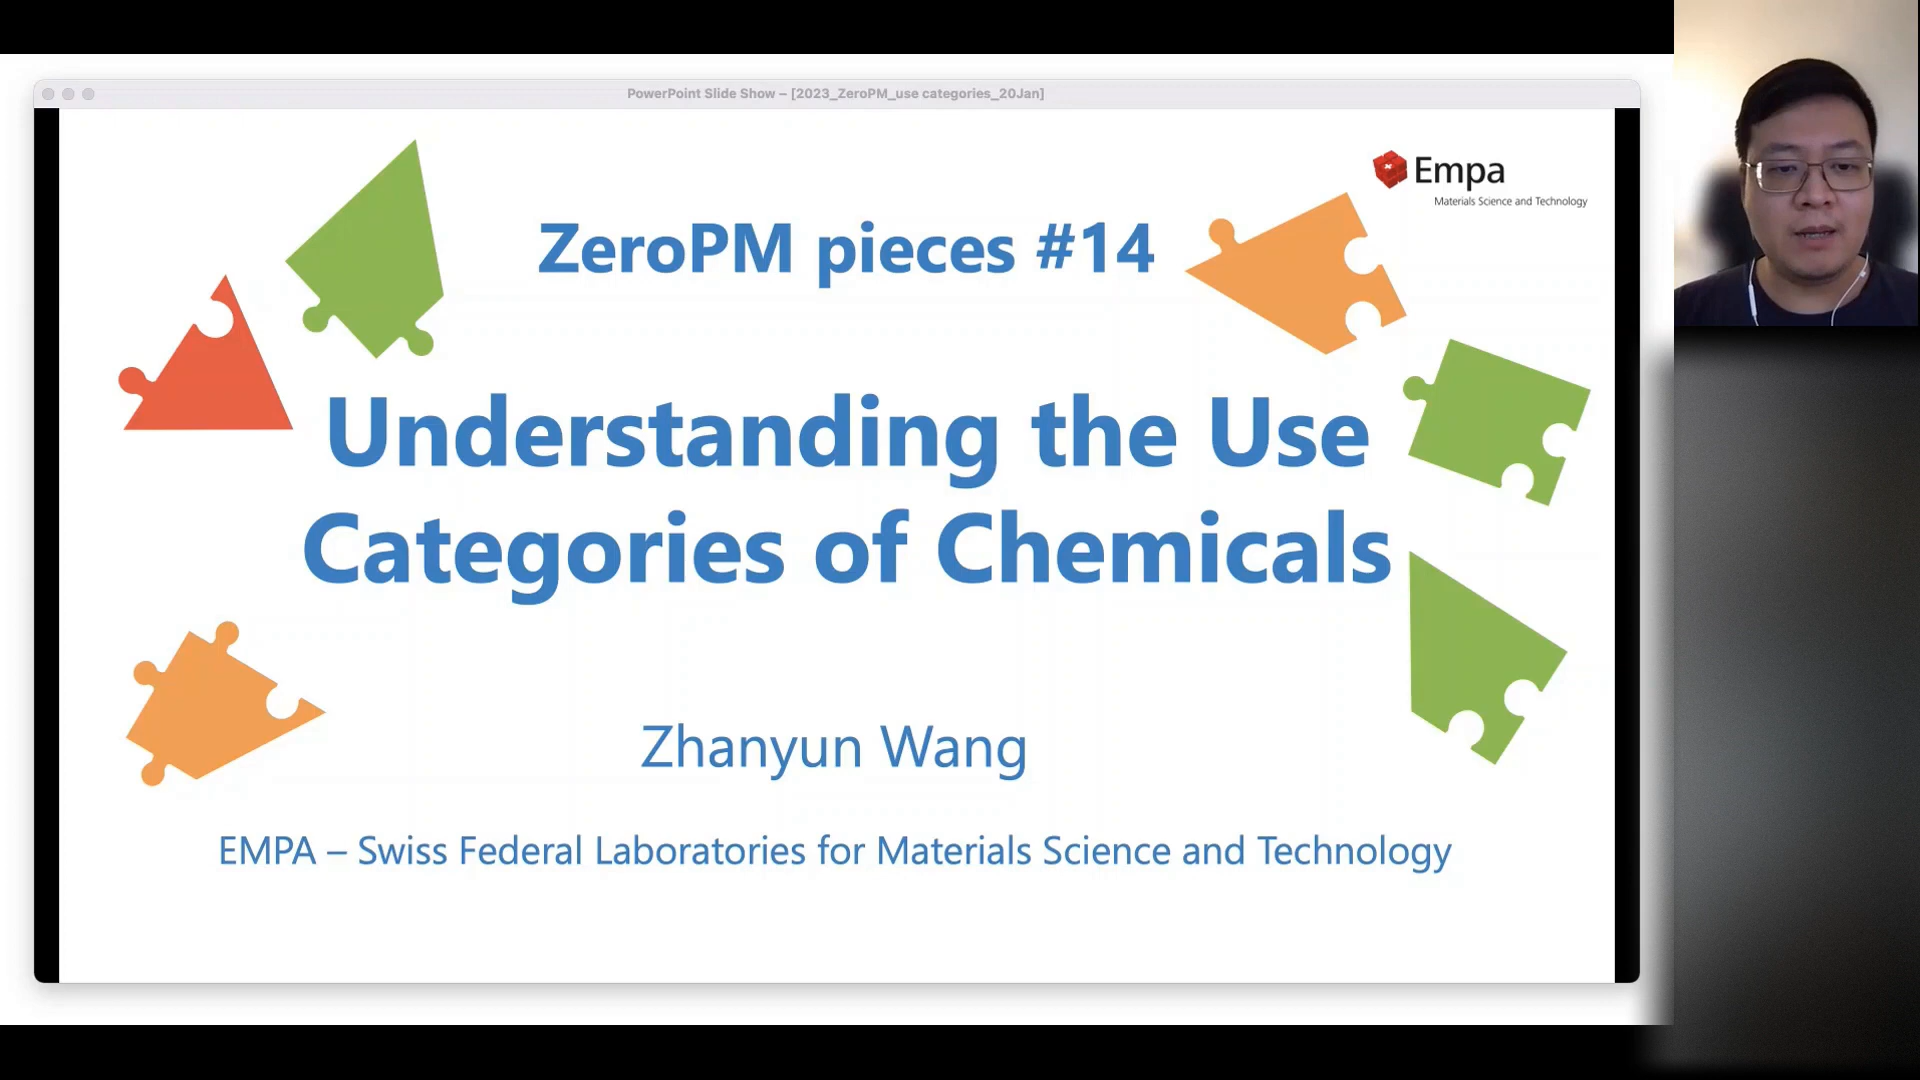 PowerPoint Slide Show – [2023_ZeroPM_use categories_20Jan]
Empa
Materials Science and Technology
ZeroPM pieces #14
Understanding the Use
Categories of Chemicals
Zhanyun Wang
EMPA – Swiss Federal Laboratories for Materials Science and Technology